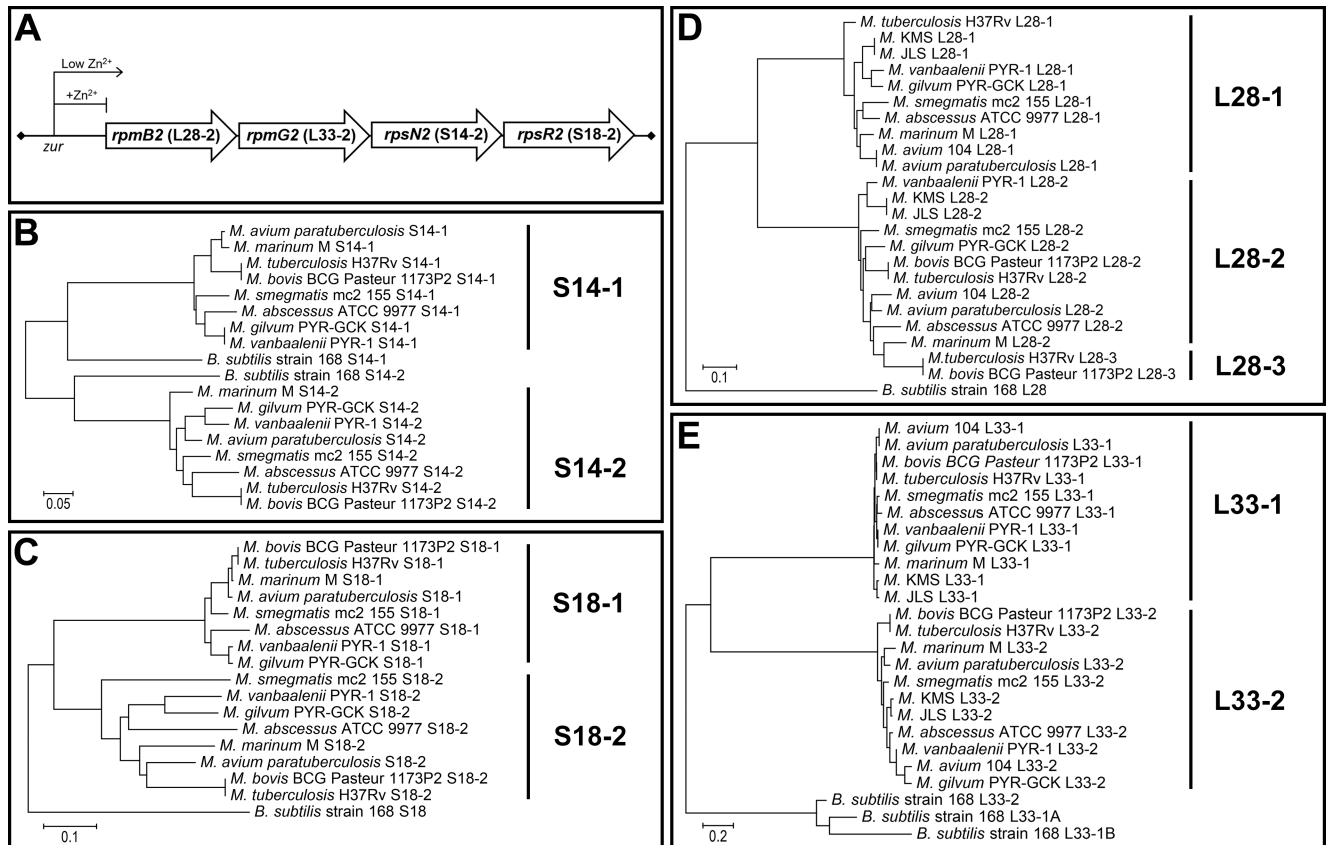 A
Low Zn2+
+Zn2+
zur
rpmB2 (L28-2)
rpmG2 (L33-2)
rpsN2 (S14-2)
rpsR2 (S18-2)
B
M. avium paratuberculosis S14-1
M. marinum M S14-1
M. tuberculosis H37Rv S14-1
M. bovis BCG Pasteur 1173P2 S14-1
M. smegmatis mc2 155 S14-1
M. abscessus ATCC 9977 S14-1
M. gilvum PYR-GCK S14-1
M. vanbaalenii PYR-1 S14-1
S14-1
B. subtilis strain 168 S14-1
B. subtilis strain 168 S14-2
M. marinum M S14-2
M. gilvum PYR-GCK S14-2
M. vanbaalenii PYR-1 S14-2
M. avium paratuberculosis S14-2
M. smegmatis mc2 155 S14-2
M. abscessus ATCC 9977 S14-2
M. tuberculosis H37Rv S14-2
M. bovis BCG Pasteur 1173P2 S14-2
S14-2
0.05
C
M. bovis BCG Pasteur 1173P2 S18-1
M. tuberculosis H37Rv S18-1
M. marinum M S18-1
M. avium paratuberculosis S18-1
M. smegmatis mc2 155 S18-1
M. abscessus ATCC 9977 S18-1
M. vanbaalenii PYR-1 S18-1
M. gilvum PYR-GCK S18-1
S18-1
M. smegmatis mc2 155 S18-2
M. vanbaalenii PYR-1 S18-2
M. gilvum PYR-GCK S18-2
M. abscessus ATCC 9977 S18-2
M. marinum M S18-2
M. avium paratuberculosis S18-2
M. bovis BCG Pasteur 1173P2 S18-2
M. tuberculosis H37Rv S18-2
S18-2
B. subtilis strain 168 S18
0.1
D
M. tuberculosis H37Rv L28-1
M. KMS L28-1
M. JLS L28-1
M. vanbaalenii PYR-1 L28-1
M. gilvum PYR-GCK L28-1
M. smegmatis mc2 155 L28-1
M. abscessus ATCC 9977 L28-1
M. marinum M L28-1
M. avium 104 L28-1
M. avium paratuberculosis L28-1
L28-1
M. vanbaalenii PYR-1 L28-2
M. KMS L28-2
M. JLS L28-2
M. smegmatis mc2 155 L28-2
M. gilvum PYR-GCK L28-2
M. bovis BCG Pasteur 1173P2 L28-2
M. tuberculosis H37Rv L28-2
M. avium 104 L28-2
M. avium paratuberculosis L28-2
M. abscessus ATCC 9977 L28-2
M. marinum M L28-2
L28-2
M.tuberculosis H37Rv L28-3
M. bovis BCG Pasteur 1173P2 L28-3
L28-3
B. subtilis strain 168 L28
0.1
E
M. avium 104 L33-1
M. avium paratuberculosis L33-1
M. bovis BCG Pasteur 1173P2 L33-1
M. tuberculosis H37Rv L33-1
M. smegmatis mc2 155 L33-1
M. abscessus ATCC 9977 L33-1
M. vanbaalenii PYR-1 L33-1
M. gilvum PYR-GCK L33-1
M. marinum M L33-1
M. KMS L33-1
M. JLS L33-1
L33-1
M. bovis BCG Pasteur 1173P2 L33-2
M. tuberculosis H37Rv L33-2
M. marinum M L33-2
M. avium paratuberculosis L33-2
M. smegmatis mc2 155 L33-2
M. KMS L33-2
M. JLS L33-2
M. abscessus ATCC 9977 L33-2
M. vanbaalenii PYR-1 L33-2
M. avium 104 L33-2
M. gilvum PYR-GCK L33-2
L33-2
B. subtilis strain 168 L33-2
B. subtilis strain 168 L33-1A
B. subtilis strain 168 L33-1B
0.2